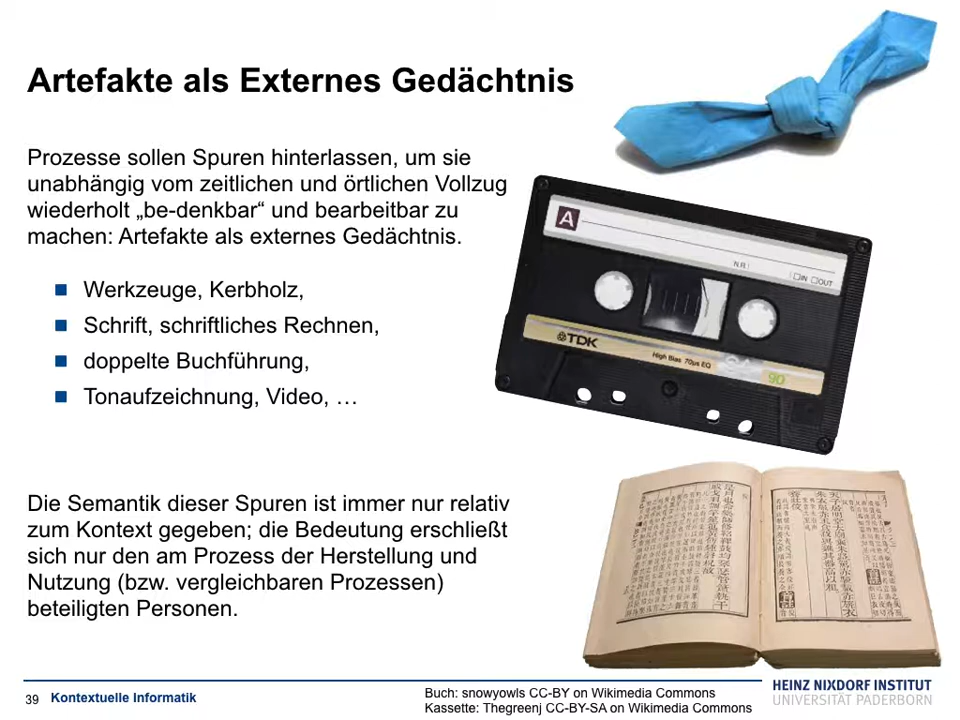 Artefakte als Externes Gedächtnis
Prozesse sollen Spuren hinterlassen, um sie
unabhängig vom zeitlichen und örtlichen Vollzug
wiederholt „be-denkbar“ und bearbeitbar zu
machen: Artefakte als externes Gedächtnis.
Werkzeuge, Kerbholz,
Schrift, schriftliches Rechnen,
doppelte Buchführung,
Tonaufzeichnung, Video, …
A
N.R.
IN OUT
TDK
High Bias 70μs EQ
SA 90
Die Semantik dieser Spuren ist immer nur relativ
zum Kontext gegeben; die Bedeutung erschließt
sich nur den am Prozess der Herstellung und
Nutzung (bzw. vergleichbaren Prozessen)
beteiligten Personen.
39 Kontextuelle Informatik
Buch: snowyowls CC-BY on Wikimedia Commons
Kassette: Thegreenj CC-BY-SA on Wikimedia Commons
HEINZ NIXDORF INSTITUT
UNIVERSITÄT PADERBORN